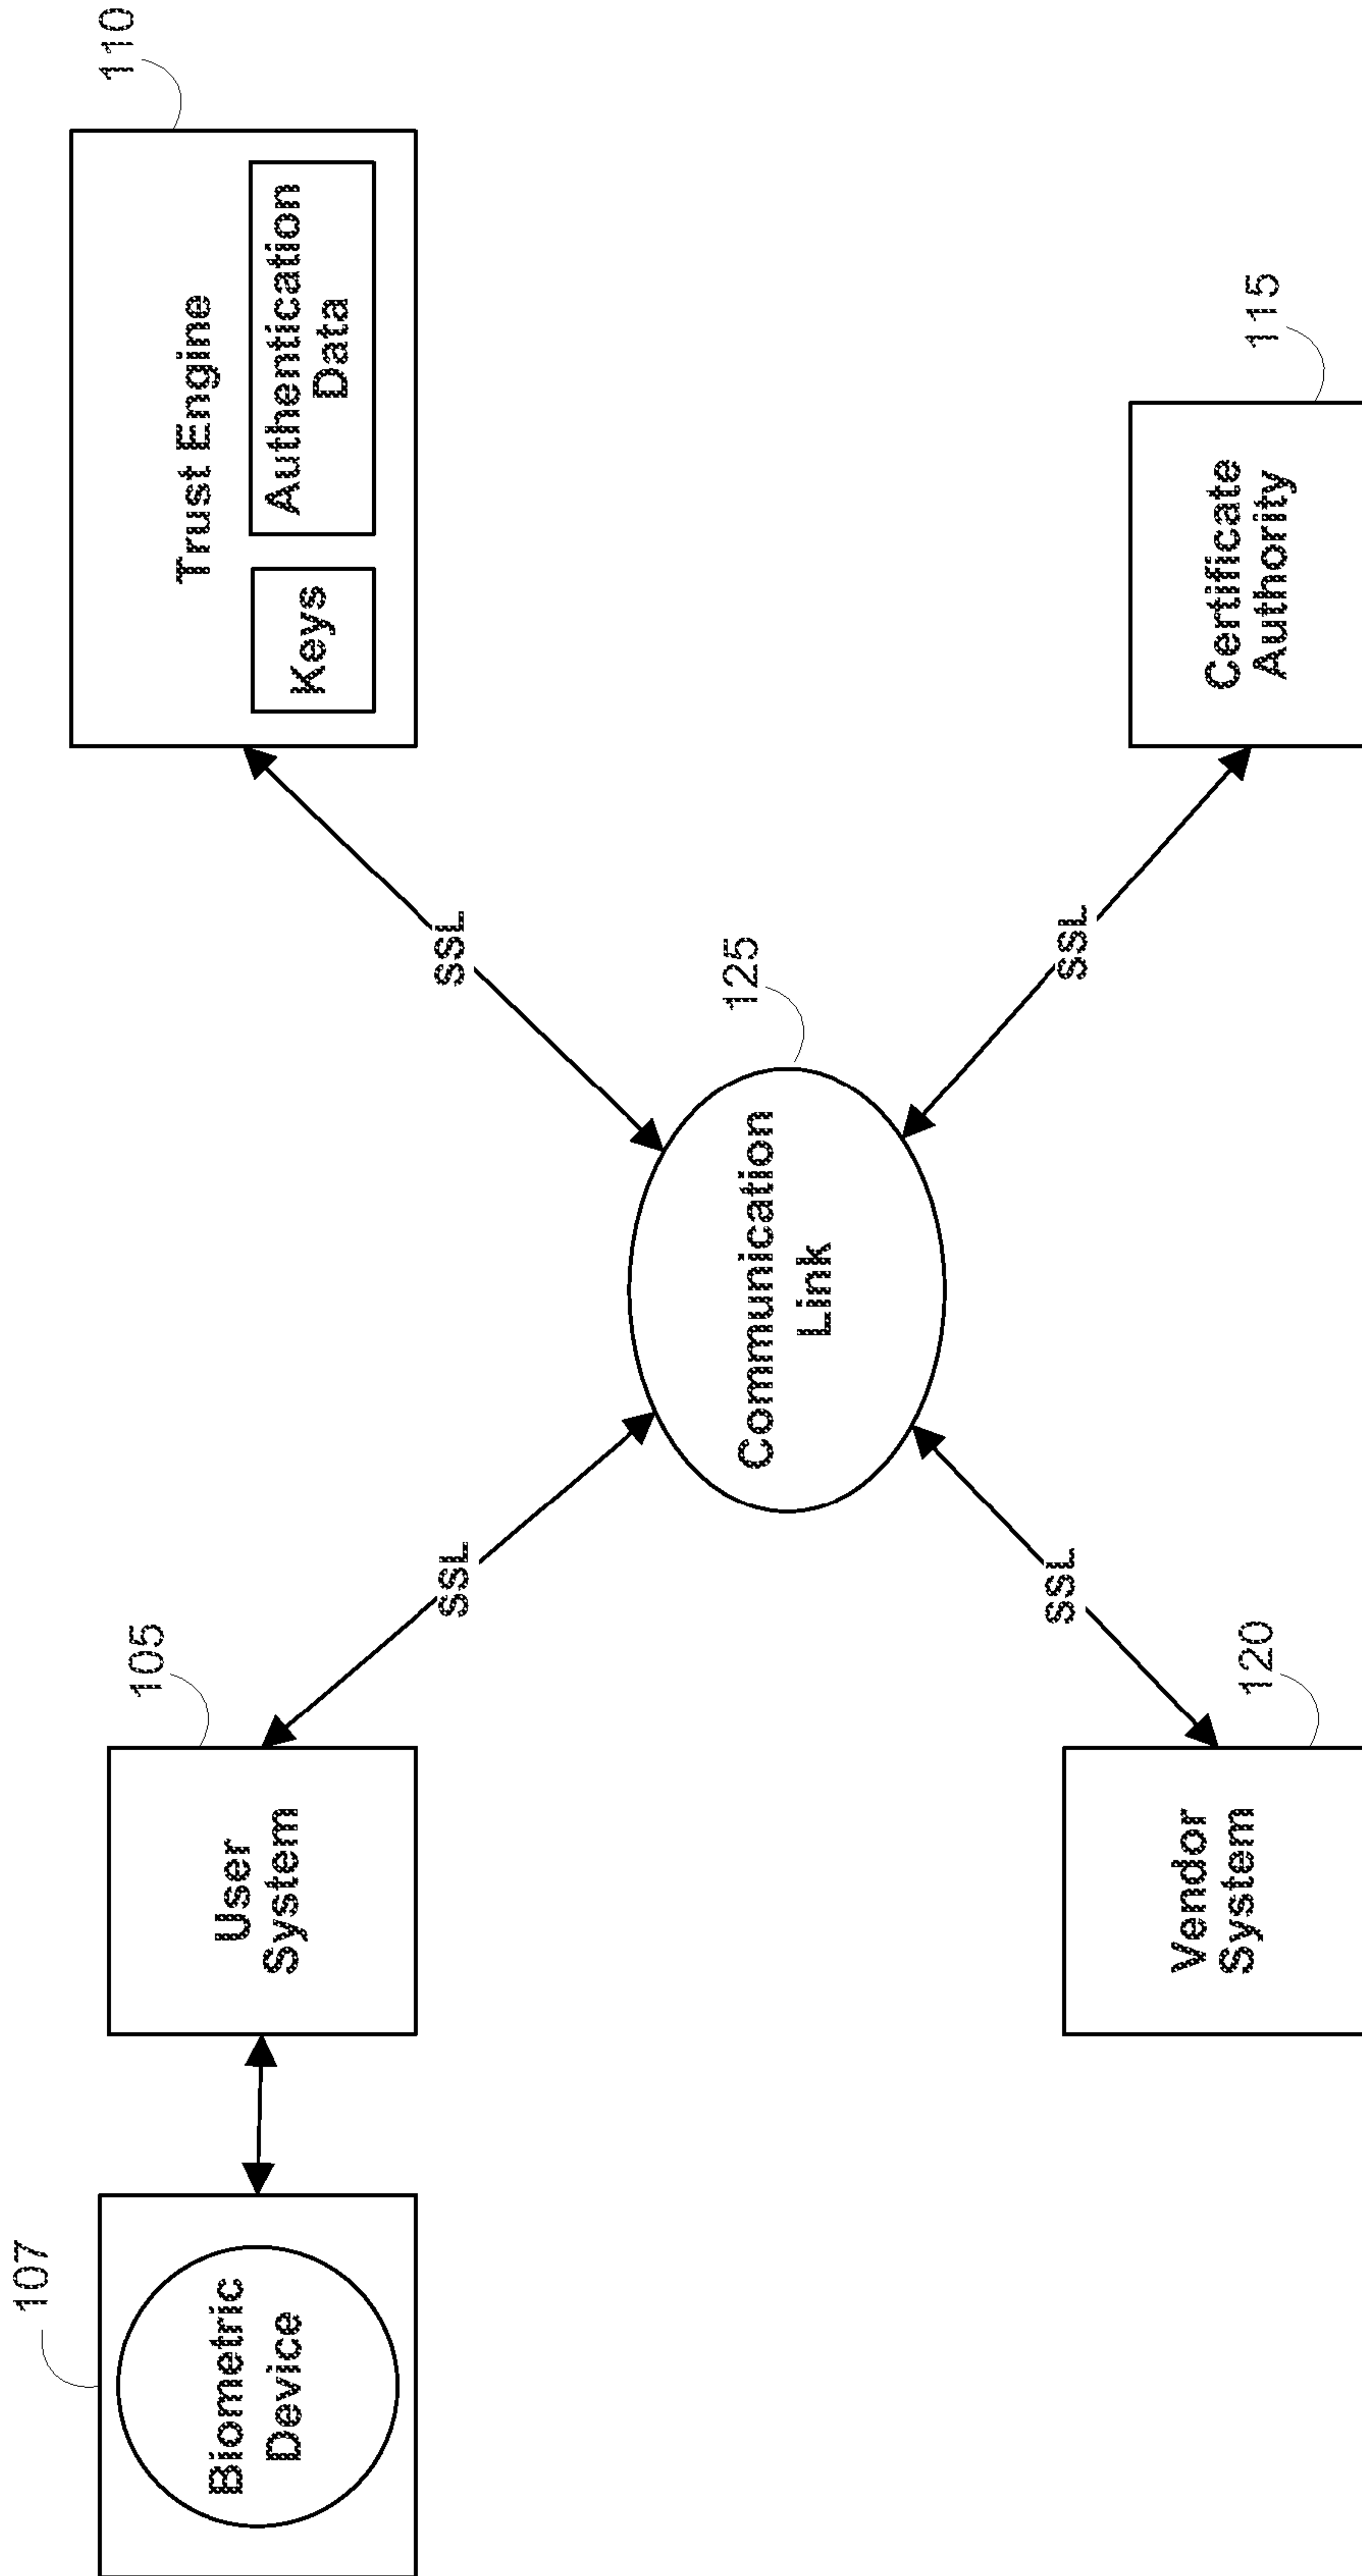 107
Biometric
Device
105
User
System
SSL
110
Trust Engine
Keys
Authentication
Data
SSL
125
Communication
Link
120
Vendor
System
SSL
115
Certificate
Authority
SSL